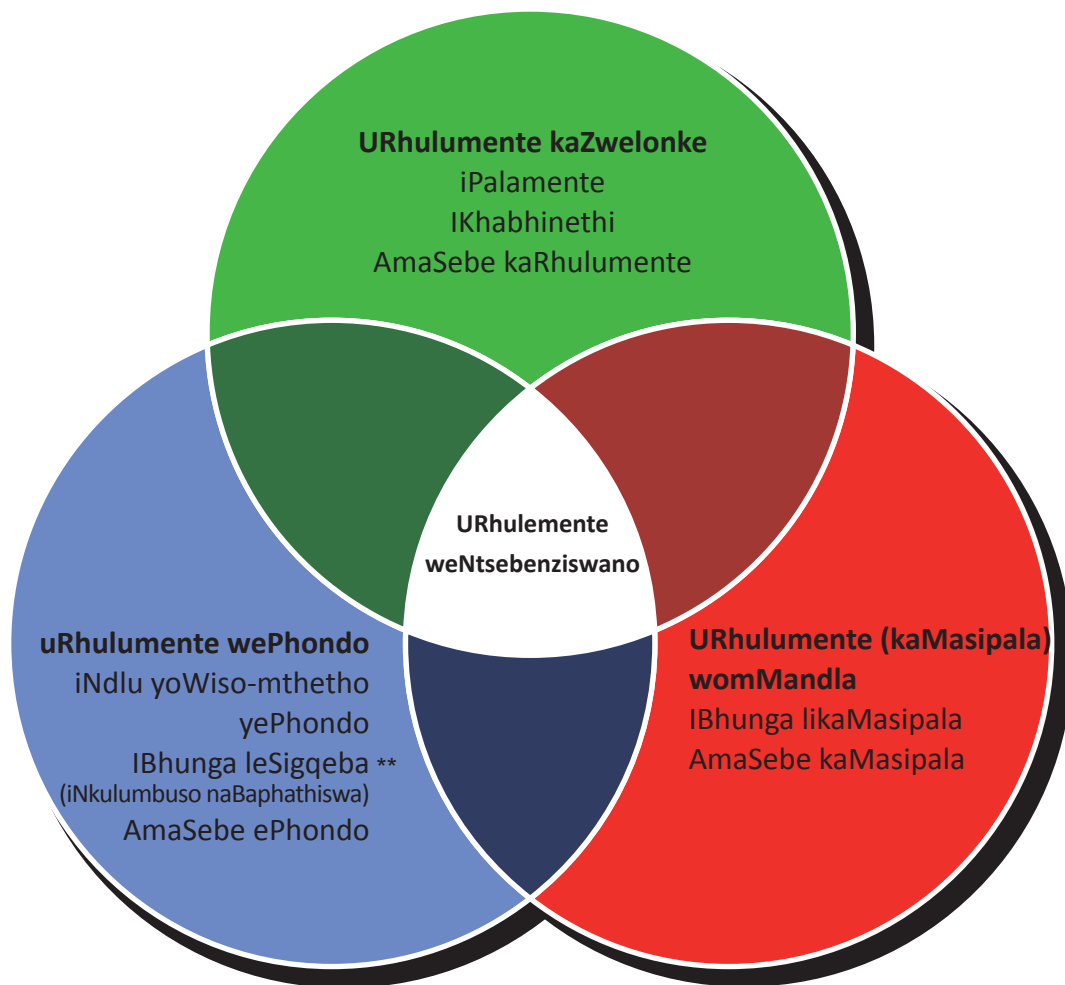 URhulumente kaZwelonke
iPalamente
IKhabhinethi
AmaSebe kaRhulumente
URhulemente
weNtsebenziswano
uRhulumente wePhondo
iNdlu yoWiso-mthetho
yePhondo
IBhunga leSigqeba **
(iNkulumbuso naBaphathiswa)
AmaSebe ePhondo
URhulumente (kaMasipala)
womMandla
IBhunga likaMasipala
AmaSebe kaMasipala